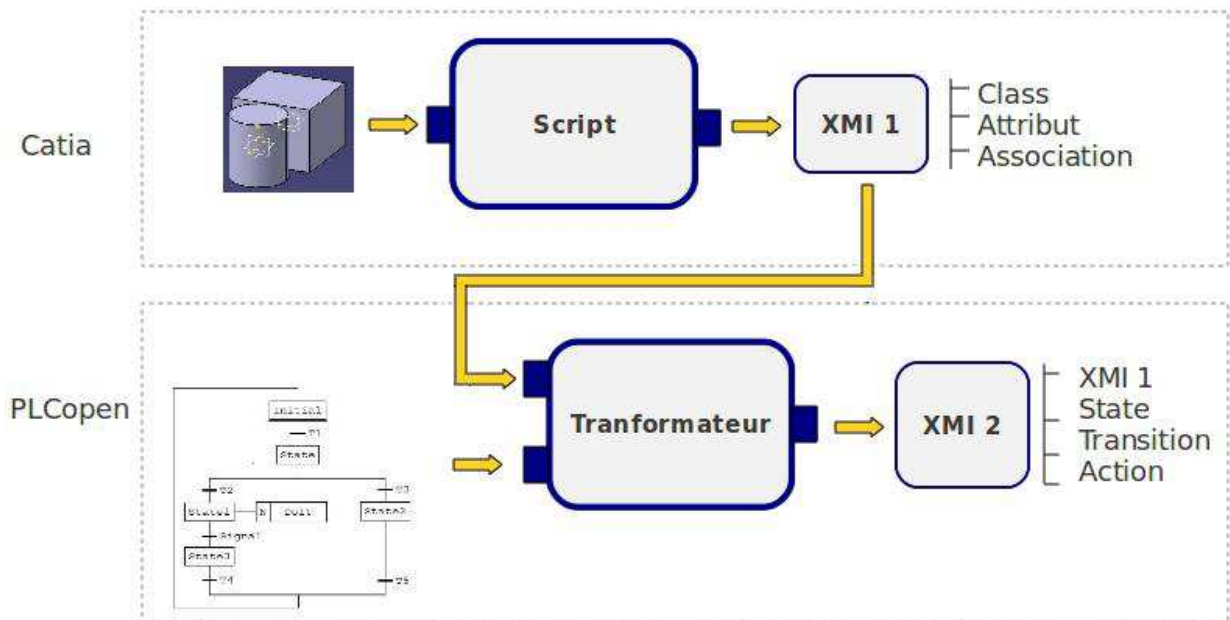 Catia
Script
XMI 1
Class
Attribut
Association
PLCopen
Initial
T1
State
T2
T3
State1
N
DoIt
State2
Signal
State3
T4
T5
Tranformateur
XMI 2
XMI 1
State
Transition
Action